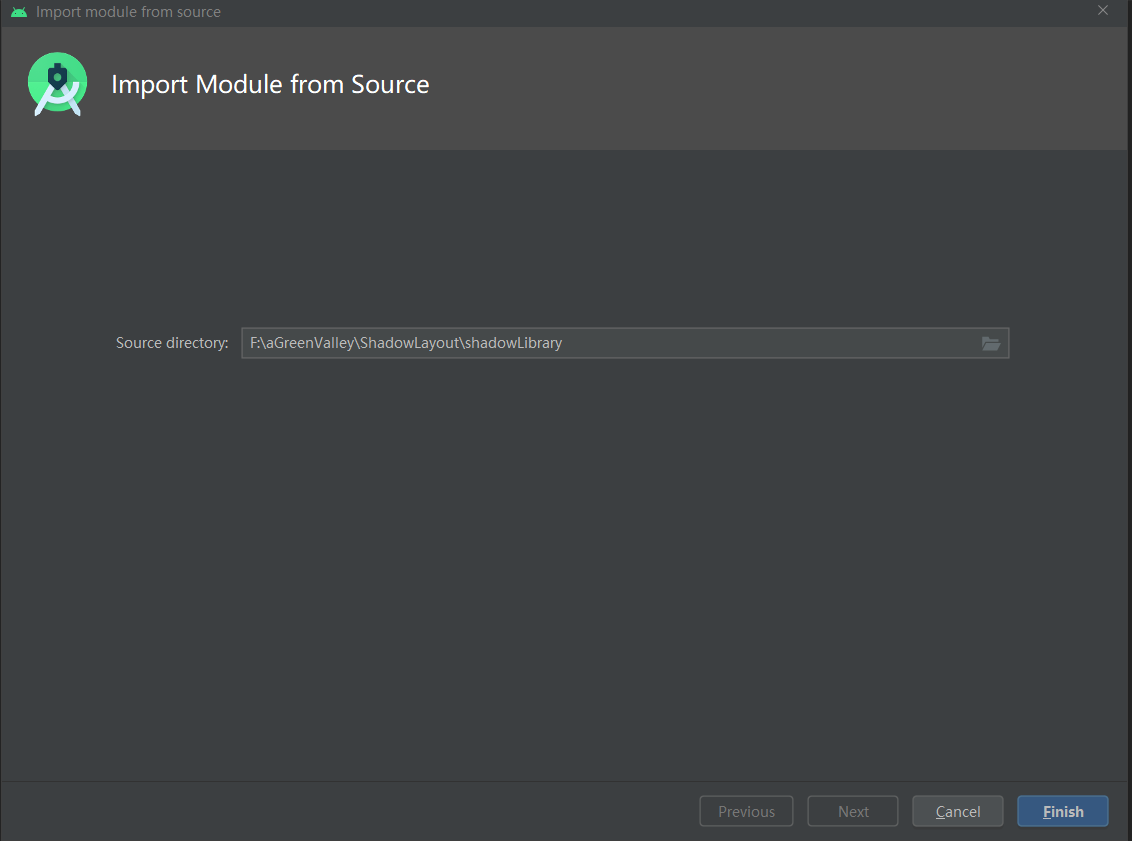 Import module from source
Import Module from Source
Source directory: F:\aGreenValley\ShadowLayout\shadowLibrary
Previous Next Cancel Finish